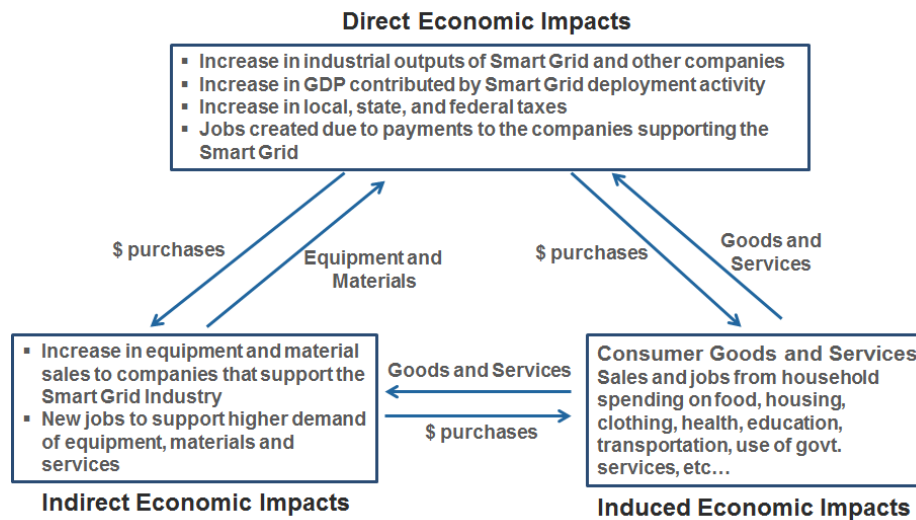 Direct Economic Impacts
▪ Increase in industrial outputs of Smart Grid and other companies
▪ Increase in GDP contributed by Smart Grid deployment activity
▪ Increase in local, state, and federal taxes
▪ Jobs created due to payments to the companies supporting the
Smart Grid
$ purchases
Equipment and
Materials
$ purchases
Goods and
Services
▪ Increase in equipment and material
sales to companies that support the
Smart Grid Industry
▪ New jobs to support higher demand
of equipment, materials and
services
Indirect Economic Impacts
Goods and Services
$ purchases
Consumer Goods and Services
Sales and jobs from household
spending on food, housing,
clothing, health, education,
transportation, use of govt.
services, etc…
Induced Economic Impacts